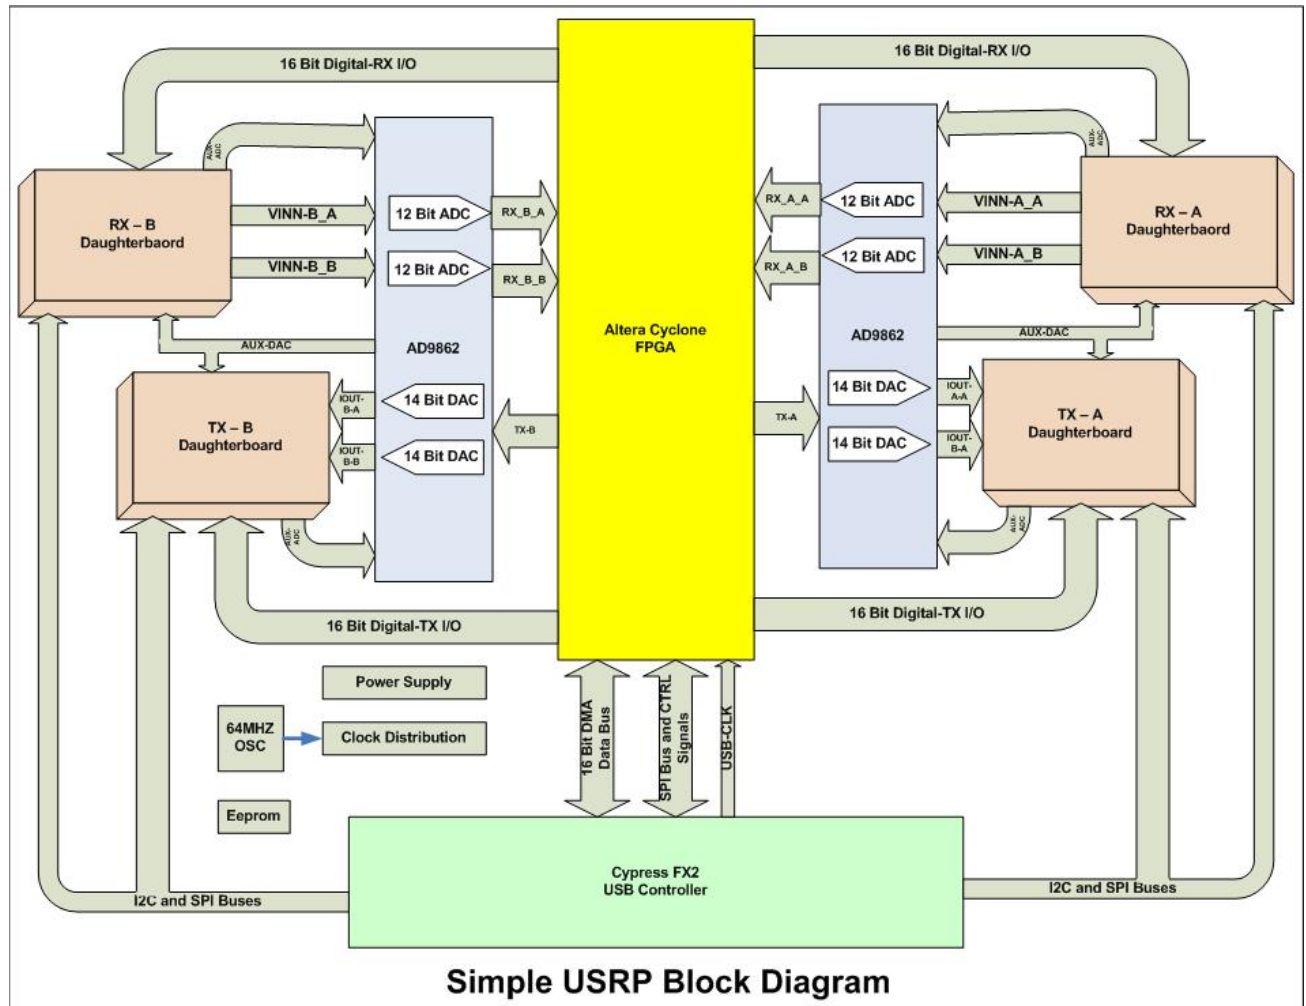 16 Bit Digital-RX I/O
16 Bit Digital-RX I/O
AUX-
ADC
AUX-
ADC
RX – B
Daughterbaord
VINN-B_A
VINN-B_B
12 Bit ADC
12 Bit ADC
RX_B_A
RX_B_B
RX_A_A
RX_A_B
12 Bit ADC
12 Bit ADC
VINN-A_A
VINN-A_B
RX – A
Daughterbaord
Altera Cyclone
FPGA
AUX-DAC
AD9862
AD9862
AUX-DAC
TX – B
Daughterboard
IOUT-
B-A
IOUT-
B-B
14 Bit DAC
14 Bit DAC
TX-B
TX-A
14 Bit DAC
14 Bit DAC
IOUT-
A-A
IOUT-
B-A
TX – A
Daughterboard
AUX-
ADC
AUX-
ADC
16 Bit Digital-TX I/O
16 Bit Digital-TX I/O
Power Supply
64MHZ
OSC
Clock Distribution
Eeprom
16 Bit DMA
Data Bus
SPI Bus and CTRL
Signals
USB-CLK
Cypress FX2
USB Controller
I2C and SPI Buses
I2C and SPI Buses
Simple USRP Block Diagram